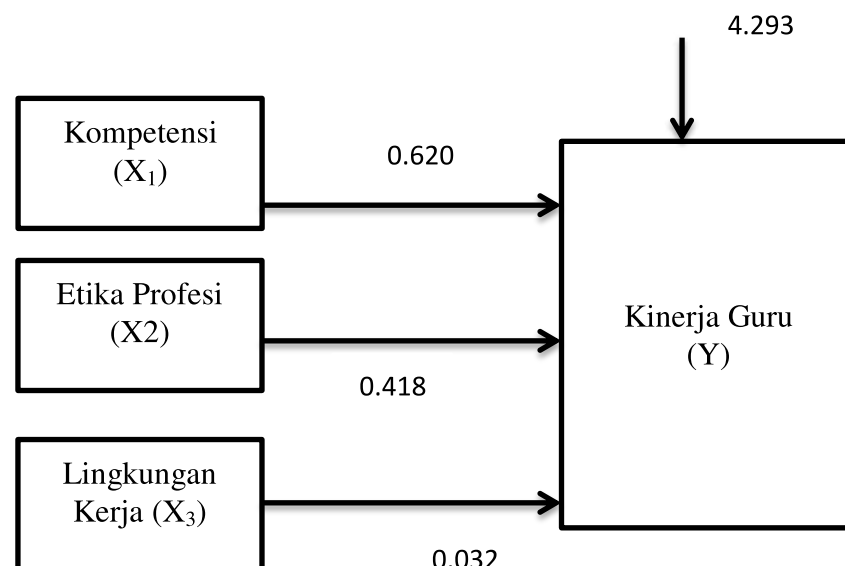 4.293
Kompetensi
(X₁)
0.620
Etika Profesi
(X2)
0.418
Kinerja Guru
(Y)
Lingkungan
Kerja (X₃)
0.032